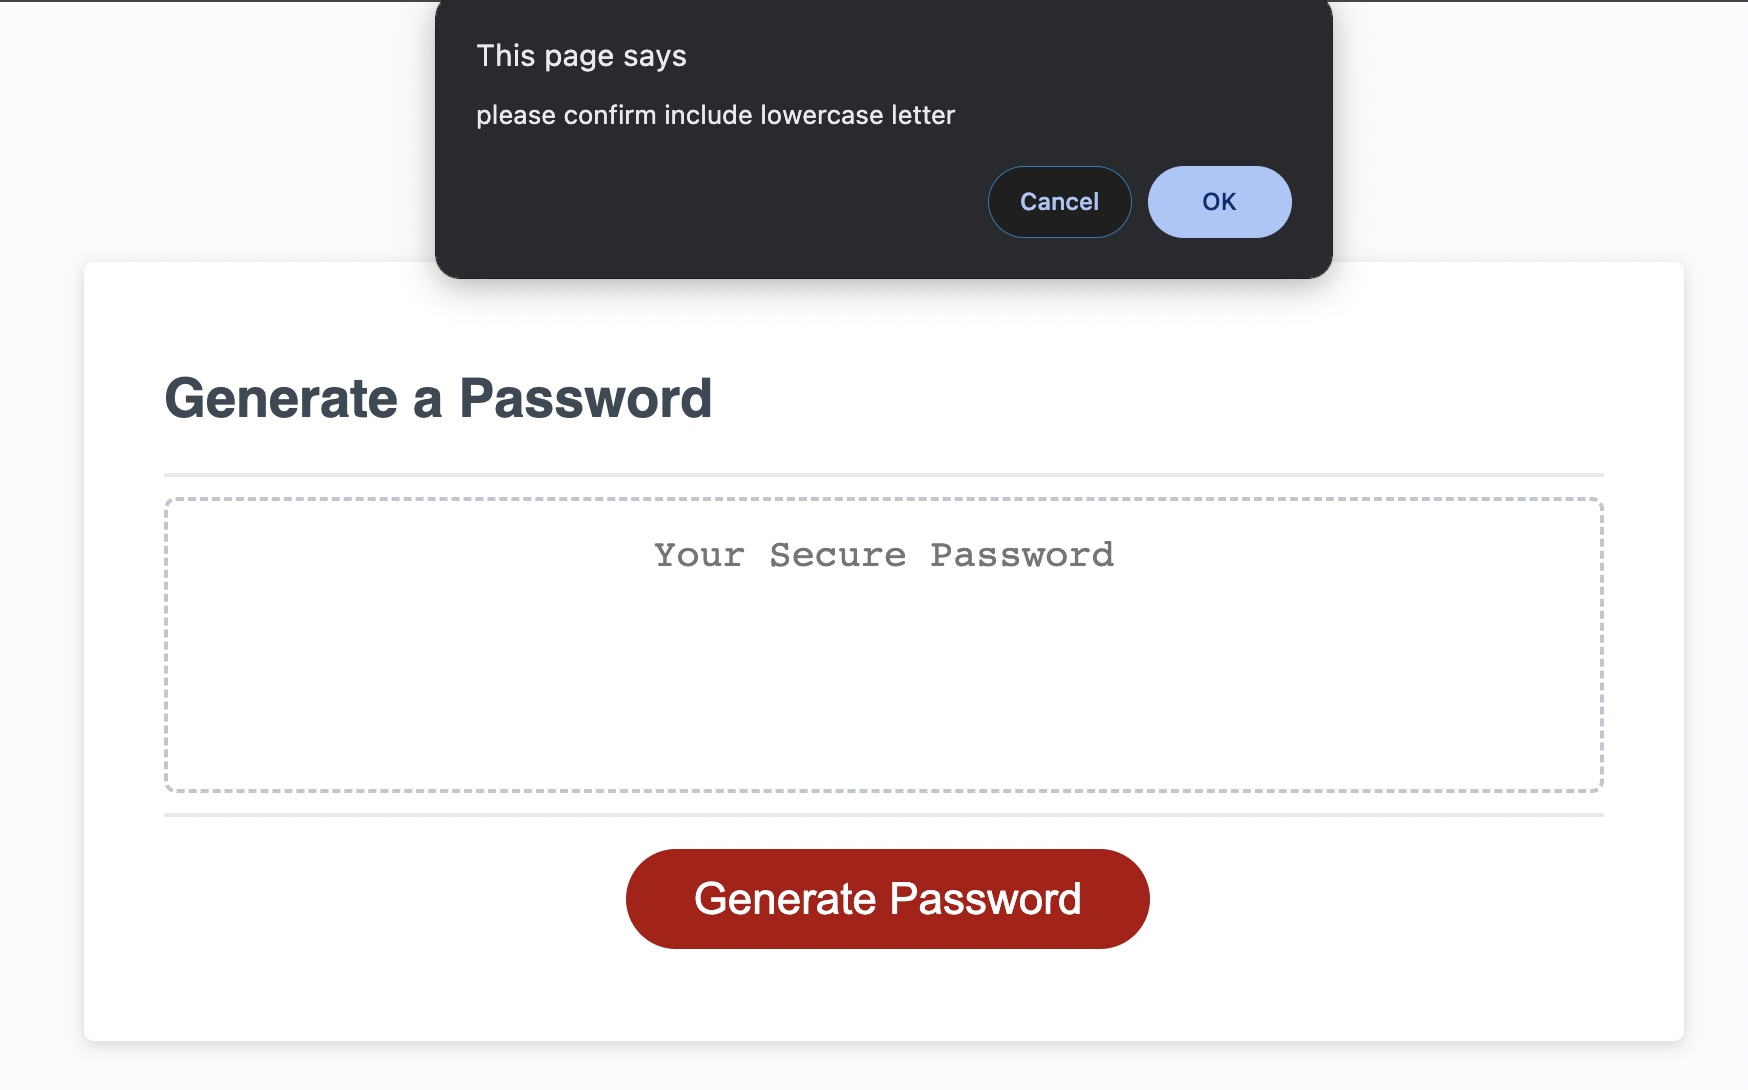 This page says
please confirm include lowercase letter
Cancel OK
Generate a Password
Your Secure Password
Generate Password